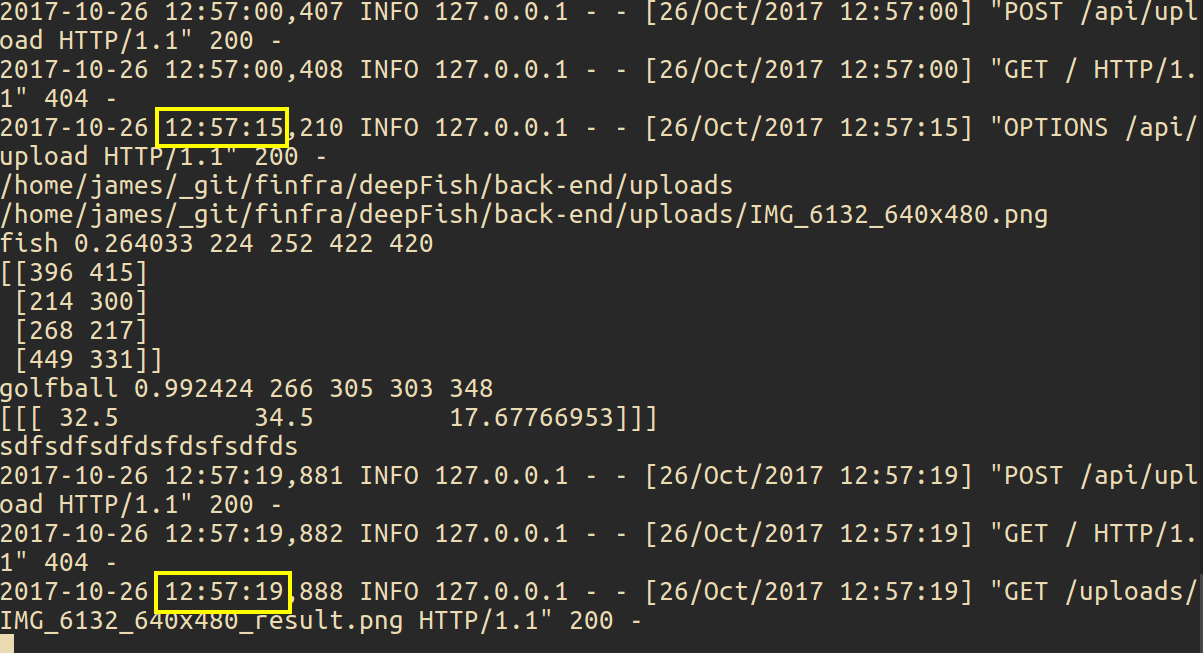 2017-10-26 12:57:00,407 INFO 127.0.0.1 - - [26/Oct/2017 12:57:00] "POST /api/upl
oad HTTP/1.1" 200 -
2017-10-26 12:57:00,408 INFO 127.0.0.1 - - [26/Oct/2017 12:57:00] "GET / HTTP/1.
1" 404 -
2017-10-26 12:57:15,210 INFO 127.0.0.1 - - [26/Oct/2017 12:57:15] "OPTIONS /api/
upload HTTP/1.1" 200 -
/home/james/_git/finfra/deepFish/back-end/uploads
/home/james/_git/finfra/deepFish/back-end/uploads/IMG_6132_640x480.png
fish 0.264033 224 252 422 420
[[396 415]
 [214 300]
 [268 217]
 [449 331]]
golfball 0.992424 266 305 303 348
[[[ 32.5         34.5         17.67766953]]]
sdfsdfsdfdsfdsfsdfds
2017-10-26 12:57:19,881 INFO 127.0.0.1 - - [26/Oct/2017 12:57:19] "POST /api/upl
oad HTTP/1.1" 200 -
2017-10-26 12:57:19,882 INFO 127.0.0.1 - - [26/Oct/2017 12:57:19] "GET / HTTP/1.
1" 404 -
2017-10-26 12:57:19,888 INFO 127.0.0.1 - - [26/Oct/2017 12:57:19] "GET /uploads/
IMG_6132_640x480_result.png HTTP/1.1" 200 -